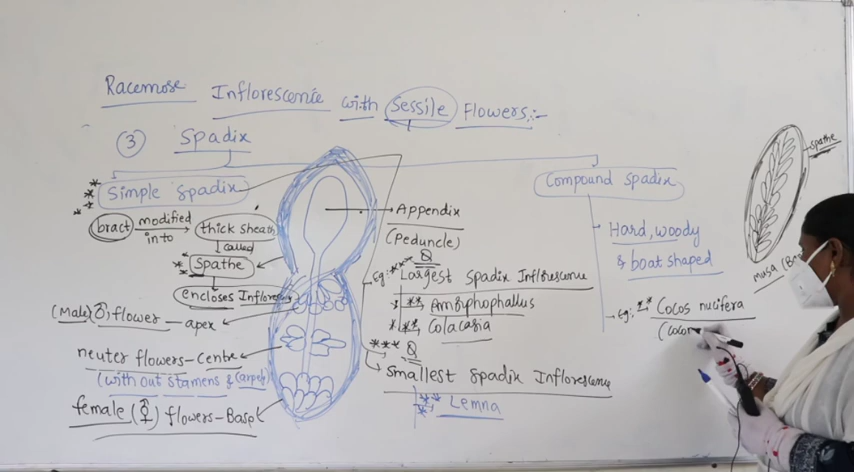 Racemose Inflorescence with Sessile Flowers:-
③ Spadix
*** Simple Spadix
Compound Spadix
bract modified into thick sheath
called
* * Spathe
encloses Inflorescence
(Male) (♂) flower - apex
neuter flowers - Centre
(with out stamens & carpels)
female (♀) flowers - Base
Appendix
(Peduncle)
Q
Eg:- ** Largest Spadix Inflorescence
* ** Amorphophallus
* ** Colacasia
*** Q
Smallest Spadix Inflorescence
** Lemna
Hard, woody
& boat shaped
Eg:- ** Cocos nucifera
(Cocon
spathe
Musa (B